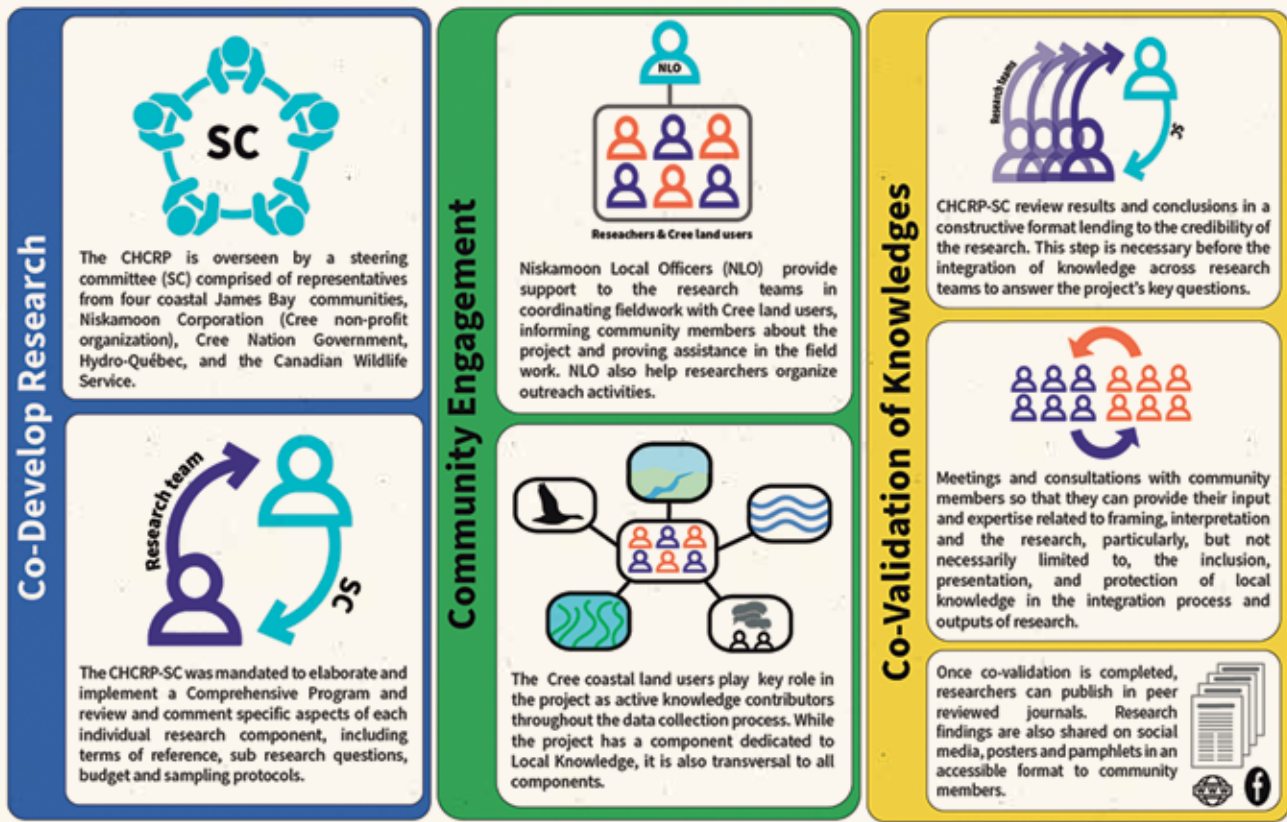 Co-Develop Research
SC
The CHCRP is overseen by a steering
committee (SC) comprised of representatives
from four coastal James Bay communities,
Niskamoon Corporation (Cree non-profit
organization), Cree Nation Government,
Hydro-Québec, and the Canadian Wildlife
Service.
Research team
SC
The CHCRP-SC was mandated to elaborate and
implement a Comprehensive Program and
review and comment specific aspects of each
individual research component, including
terms of reference, sub research questions,
budget and sampling protocols.
Community Engagement
NLO
Reseachers & Cree land users
Niskamoon Local Officers (NLO) provide
support to the research teams in
coordinating fieldwork with Cree land users,
informing community members about the
project and proving assistance in the field
work. NLO also help researchers organize
outreach activities.
The Cree coastal land users play key role in
the project as active knowledge contributors
throughout the data collection process. While
the project has a component dedicated to
Local Knowledge, it is also transversal to all
components.
Co-Validation of Knowledges
Research teams
SC
CHCRP-SC review results and conclusions in a
constructive format lending to the credibility of
the research. This step is necessary before the
integration of knowledge across research
teams to answer the project's key questions.
Meetings and consultations with community
members so that they can provide their input
and expertise related to framing, interpretation
and the research, particularly, but not
necessarily limited to, the inclusion,
presentation, and protection of local
knowledge in the integration process and
outputs of research.
Once co-validation is completed,
researchers can publish in peer
reviewed journals. Research
findings are also shared on social
media, posters and pamphlets in an
accessible format to community
members.
WWW
f